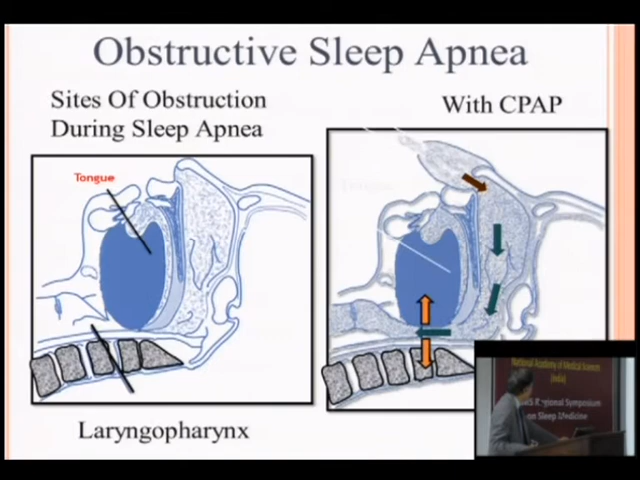 Obstructive Sleep Apnea
Sites Of Obstruction
During Sleep Apnea
With CPAP
Tongue
Laryngopharynx
National Academy of Medical Sciences
(India)
Regional Symposium
on Sleep Medicine